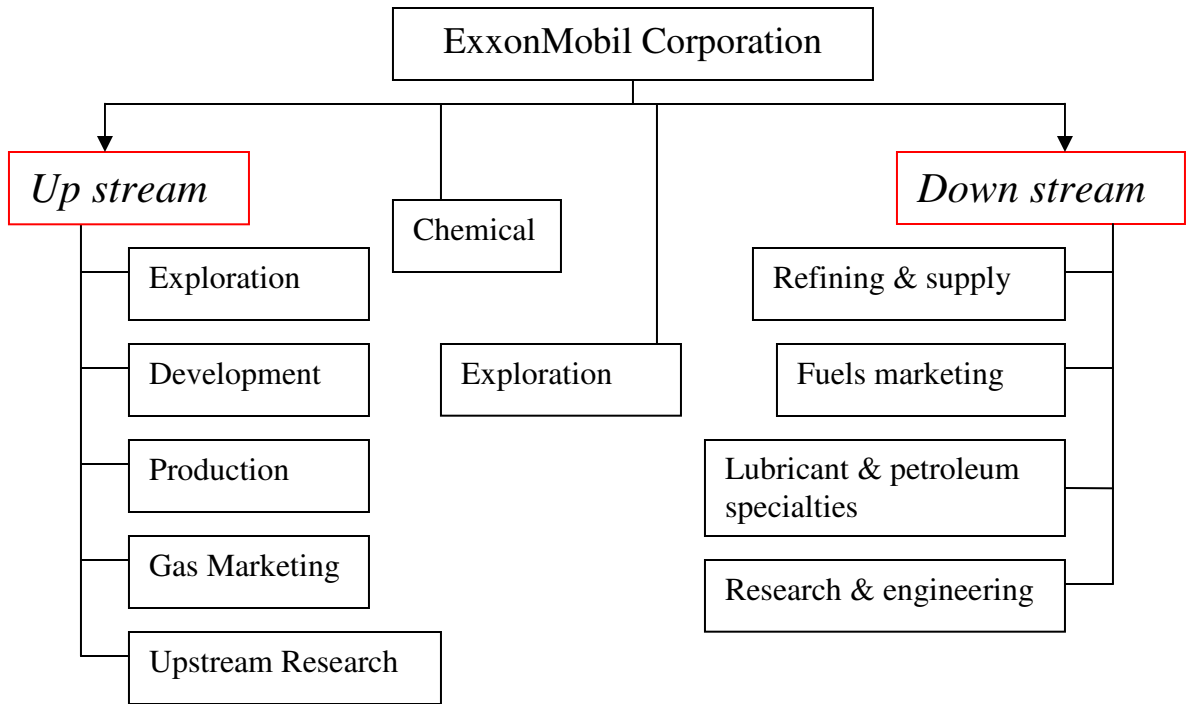 ExxonMobil Corporation
Up stream
Exploration
Development
Production
Gas Marketing
Upstream Research
Chemical
Exploration
Down stream
Refining & supply
Fuels marketing
Lubricant & petroleum
specialties
Research & engineering